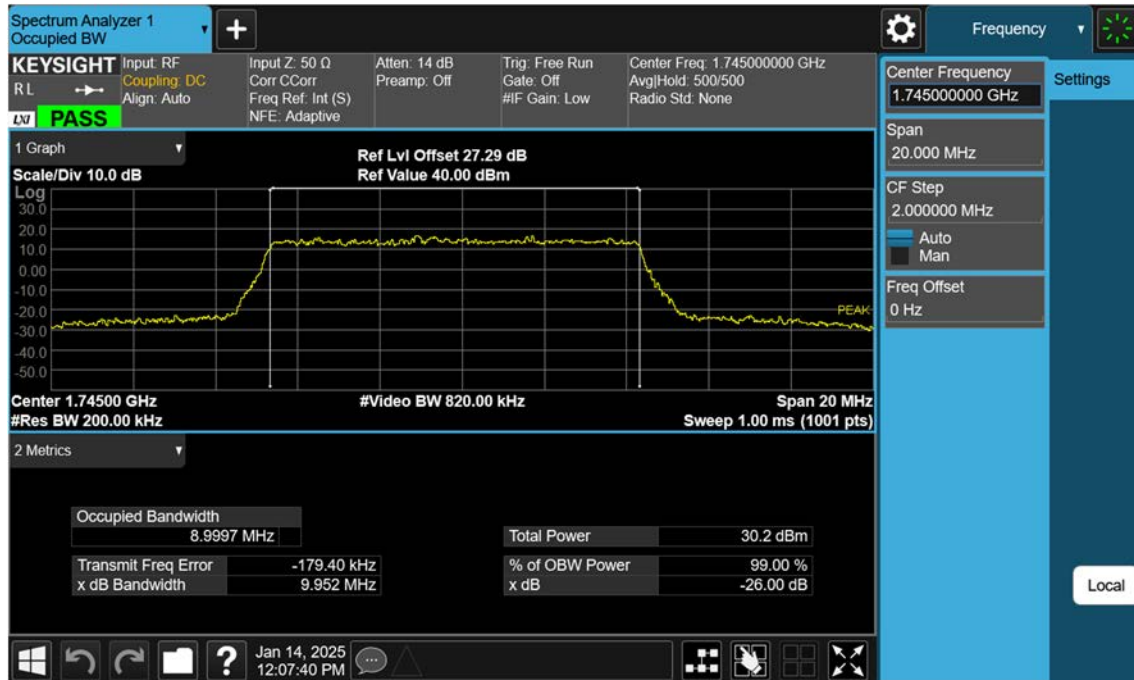 Spectrum Analyzer 1
Occupied BW
+
Frequency
KEYSIGHT
R L
LXI PASS
Input: RF
Coupling: DC
Align: Auto
Input Z: 50 Ω
Corr CCorr
Freq Ref: Int (S)
NFE: Adaptive
Atten: 14 dB
Preamp: Off
Trig: Free Run
Gate: Off
#IF Gain: Low
Center Freq: 1.745000000 GHz
Avg|Hold: 500/500
Radio Std: None
Center Frequency
1.745000000 GHz
Settings
Span
20.000 MHz
CF Step
2.000000 MHz
Auto
Man
Freq Offset
0 Hz
Local
1 Graph
Scale/Div 10.0 dB
Ref Lvl Offset 27.29 dB
Ref Value 40.00 dBm
Log
30.0
20.0
10.0
0.00
-10.0
-20.0
-30.0
-40.0
-50.0
PEAK
Center 1.74500 GHz
#Video BW 820.00 kHz
Span 20 MHz
#Res BW 200.00 kHz
Sweep 1.00 ms (1001 pts)
2 Metrics
Occupied Bandwidth
8.9997 MHz
Total Power 30.2 dBm
Transmit Freq Error -179.40 kHz
% of OBW Power 99.00 %
x dB Bandwidth 9.952 MHz
x dB -26.00 dB
?
Jan 14, 2025
12:07:40 PM